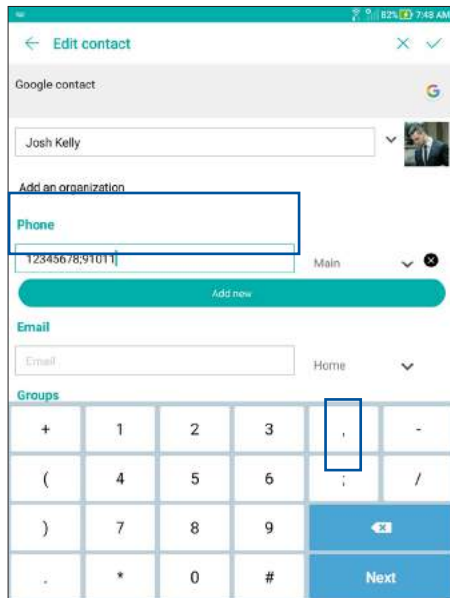 82% 7:48 AM
Edit contact
Google contact
G
Josh Kelly
Add an organization
Phone
12345678;91011
Main
Add new
Email
Email
Home
Groups
+ 1 2 3 , -
( 4 5 6 ; /
) 7 8 9
. * 0 # Next